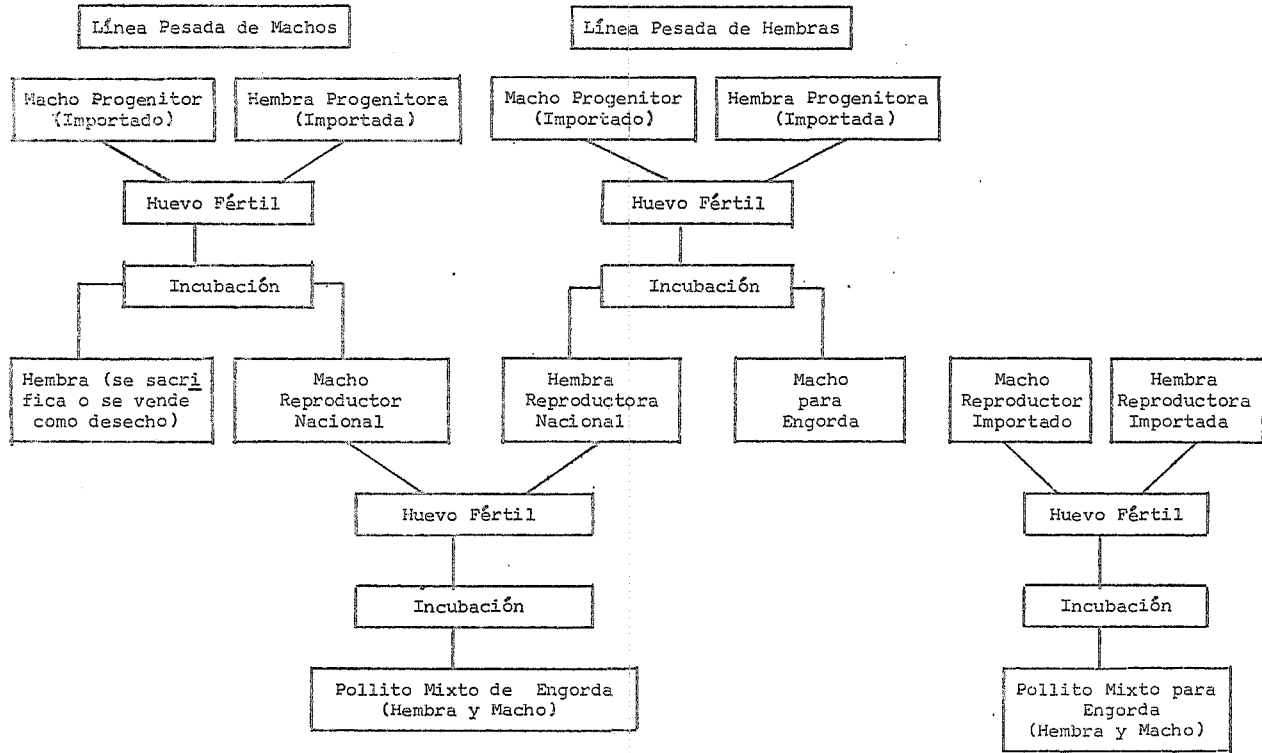 Línea Pesada de Machos
Línea Pesada de Hembras
Macho Progenitor
(Importado)
Hembra Progenitora
(Importada)
Macho Progenitor
(Importado)
Hembra Progenitora
(Importada)
Huevo Fértil
Huevo Fértil
Incubación
Incubación
Hembra (se sacri
fica o se vende
como desecho)
Macho
Reproductor
Nacional
Hembra
Reproductora
Nacional
Macho
para
Engorda
Macho
Reproductor
Importado
Hembra
Reproductora
Importada
Huevo Fértil
Huevo Fértil
Incubación
Incubación
Pollito Mixto de Engorda
(Hembra y Macho)
Pollito Mixto para
Engorda
(Hembra y Macho)